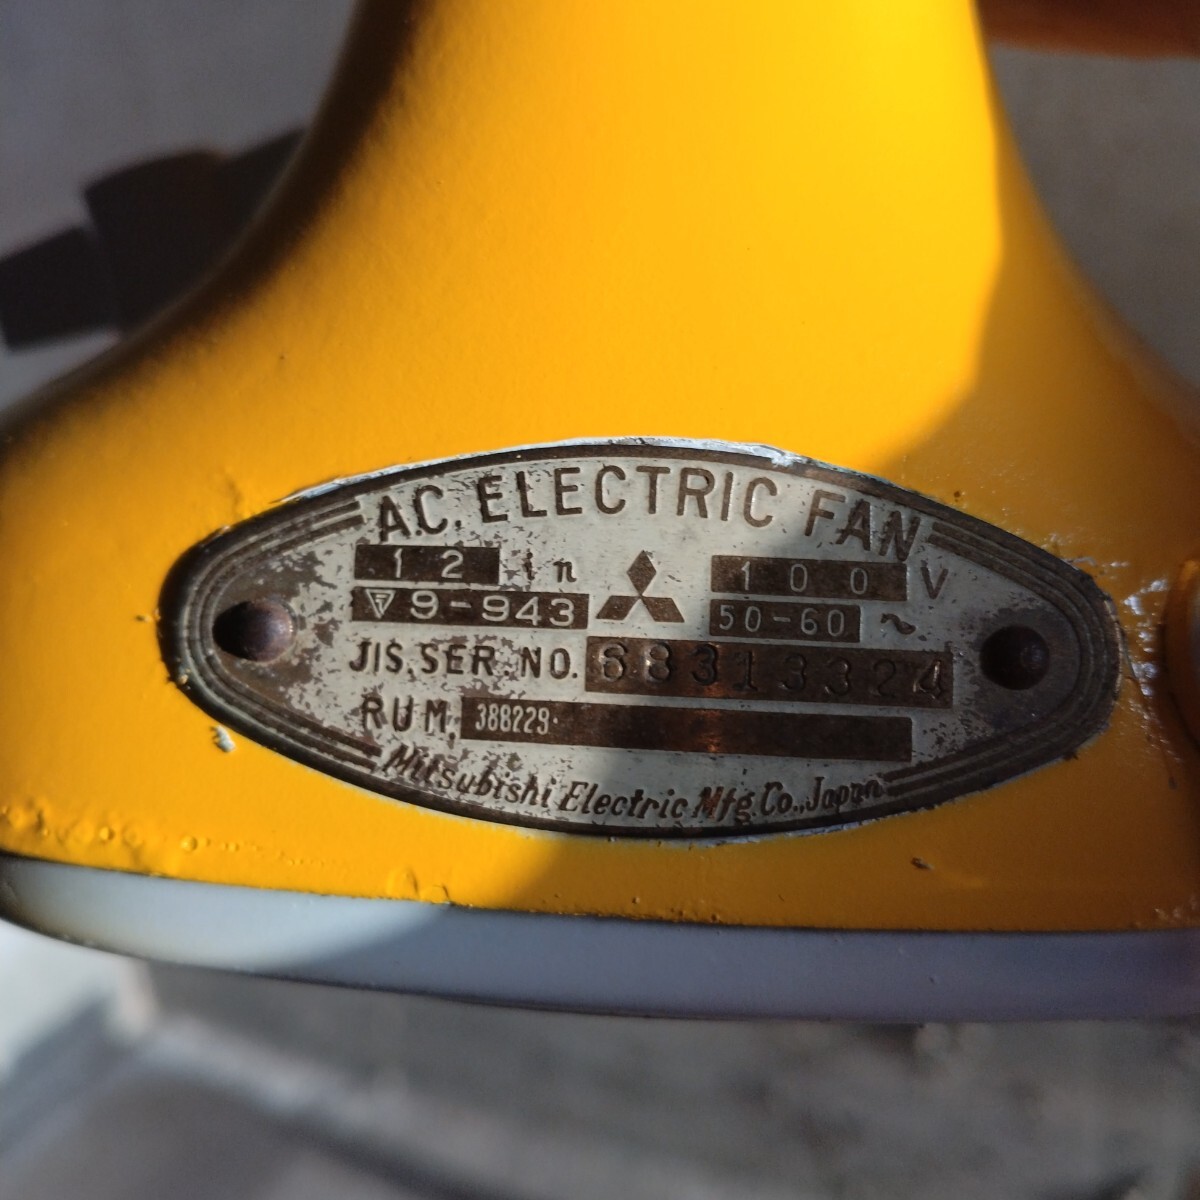 A.C. ELECTRIC FAN
12 in 100 V
▽〒 9-943 50-60 ~
JIS. SER. NO. 68313324
RUM. 388229.
Mitsubishi Electric Mfg. Co., Japan